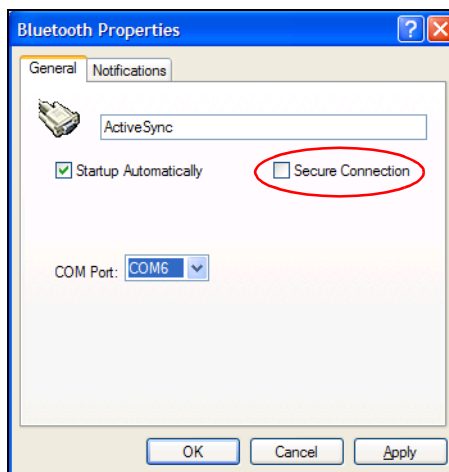 Bluetooth Properties
General Notifications
ActiveSync
Startup Automatically Secure Connection
COM Port: COM6
OK Cancel Apply